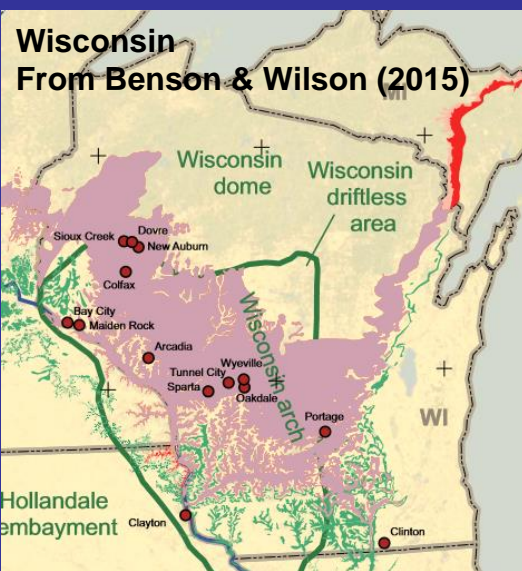 Wisconsin
From Benson & Wilson (2015)
MI
Wisconsin
dome
Wisconsin
driftless
area
Sioux Creek
Dovre
New Auburn
Colfax
Bay City
Maiden Rock
Arcadia
Wisconsin arch
Wyeville
Tunnel City
Sparta
Oakdale
Portage
WI
Hollandale
embayment
Clayton
Clinton